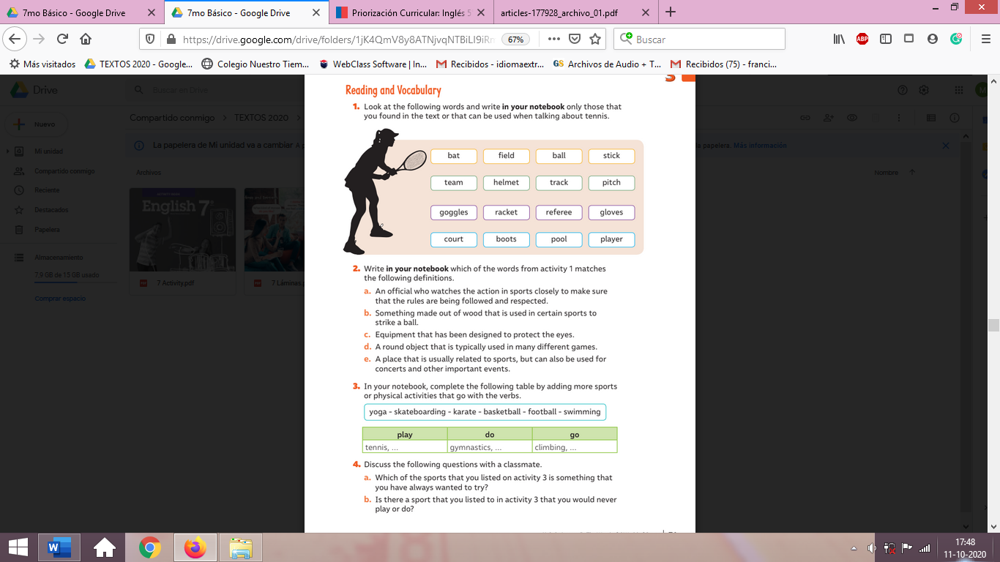 7mo Básico - Google Drive
7mo Básico - Google Drive
Priorización Curricular: Inglés 5
articles-177928_archivo_01.pdf
https://drive.google.com/drive/folders/1jK4QmV8y8ATNjvqNTBiLI9iRm
67%
Buscar
ABP
Más visitados
TEXTOS 2020 - Google...
Colegio Nuestro Tiem...
WebClass Software | In...
Recibidos - idiomaextr...
GS Archivos de Audio + T...
Recibidos (75) - franci...
Drive
Buscar en Drive
Nuevo
Compartido conmigo > TEXTOS 2020
La papelera de Mi unidad va a cambiar
la papelera. Más información
Mi unidad
Compartido conmigo
Reciente
Destacados
Papelera
Almacenamiento
7,9 GB de 15 GB usado
Comprar espacio
Archivos
Nombre
English 7°
7 Activity.pdf
7 Láminas.
Reading and Vocabulary
1. Look at the following words and write in your notebook only those that
you found in the text or that can be used when talking about tennis.
bat field ball stick
team helmet track pitch
goggles racket referee gloves
court boots pool player
2. Write in your notebook which of the words from activity 1 matches
the following definitions.
a. An official who watches the action in sports closely to make sure
that the rules are being followed and respected.
b. Something made out of wood that is used in certain sports to
strike a ball.
c. Equipment that has been designed to protect the eyes.
d. A round object that is typically used in many different games.
e. A place that is usually related to sports, but can also be used for
concerts and other important events.
3. In your notebook, complete the following table by adding more sports
or physical activities that go with the verbs.
yoga - skateboarding - karate - basketball - football - swimming
play do go
tennis, ... gymnastics, ... climbing, ...
4. Discuss the following questions with a classmate.
a. Which of the sports that you listed on activity 3 is something that
you have always wanted to try?
b. Is there a sport that you listed to in activity 3 that you would never
play or do?
17:48
11-10-2020